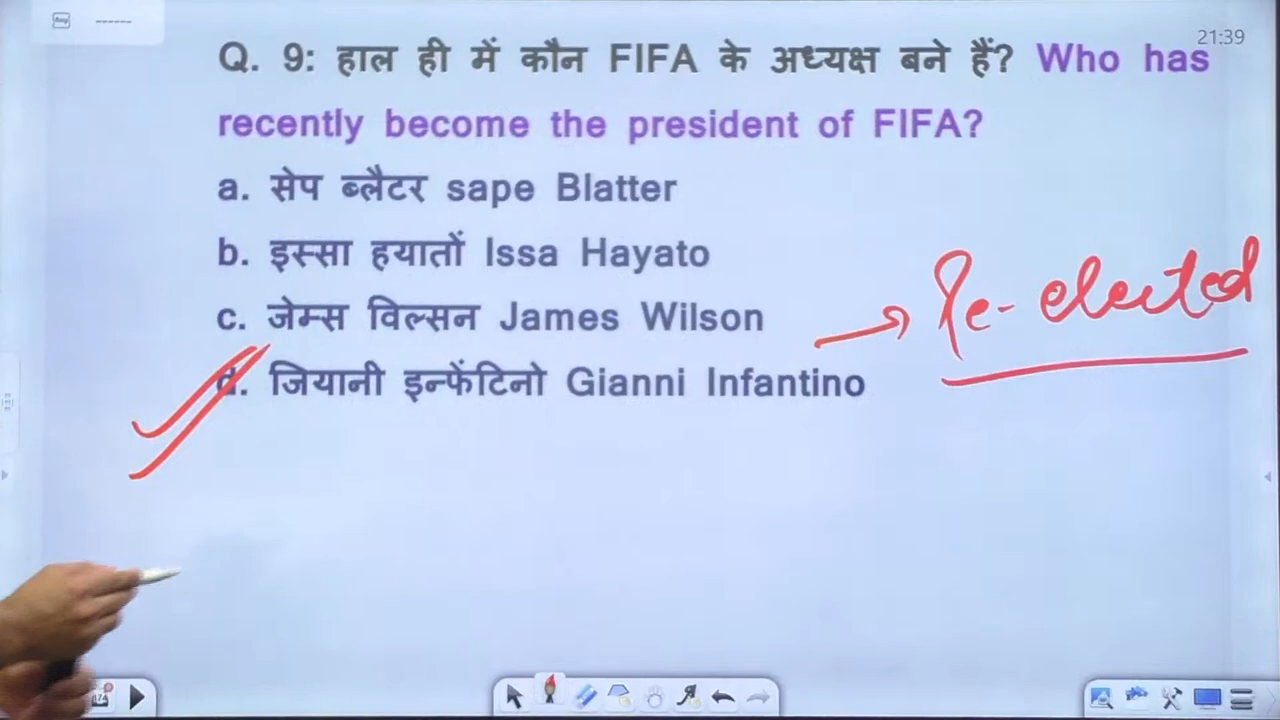 21:39
Q. 9: हाल ही में कौन FIFA के अध्यक्ष बने हैं? Who has
recently become the president of FIFA?
a. सेप ब्लैटर sape Blatter
b. इस्सा हयातों Issa Hayato
c. जेम्स विल्सन James Wilson
Re-elected
d. जियानी इन्फेंटिनो Gianni Infantino